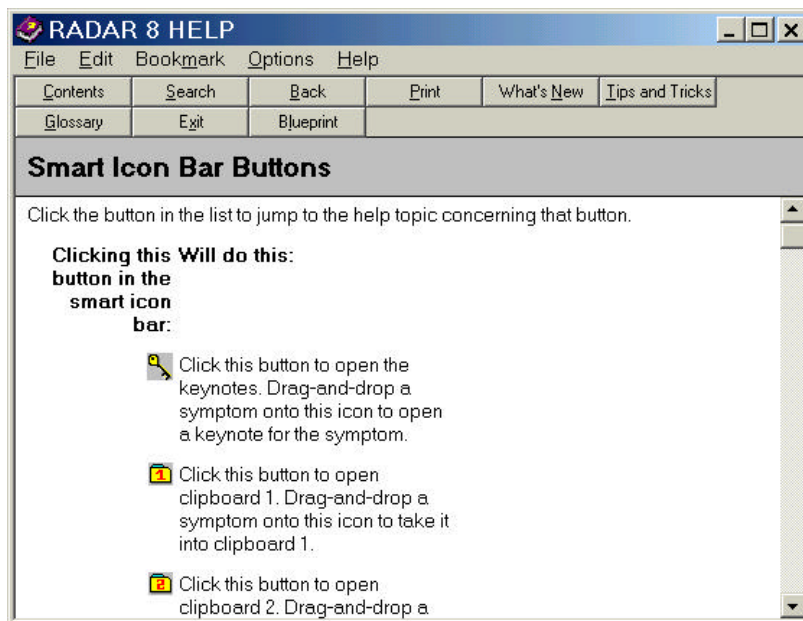 RADAR 8 HELP
File Edit Bookmark Options Help
Contents Search Back Print What's New Tips and Tricks
Glossary Exit Blueprint
Smart Icon Bar Buttons
Click the button in the list to jump to the help topic concerning that button.
Clicking this Will do this:
button in the
smart icon
bar:
Click this button to open the
keynotes. Drag-and-drop a
symptom onto this icon to open
a keynote for the symptom.
1 Click this button to open
clipboard 1. Drag-and-drop a
symptom onto this icon to take it
into clipboard 1.
2 Click this button to open
clipboard 2. Drag-and-drop a